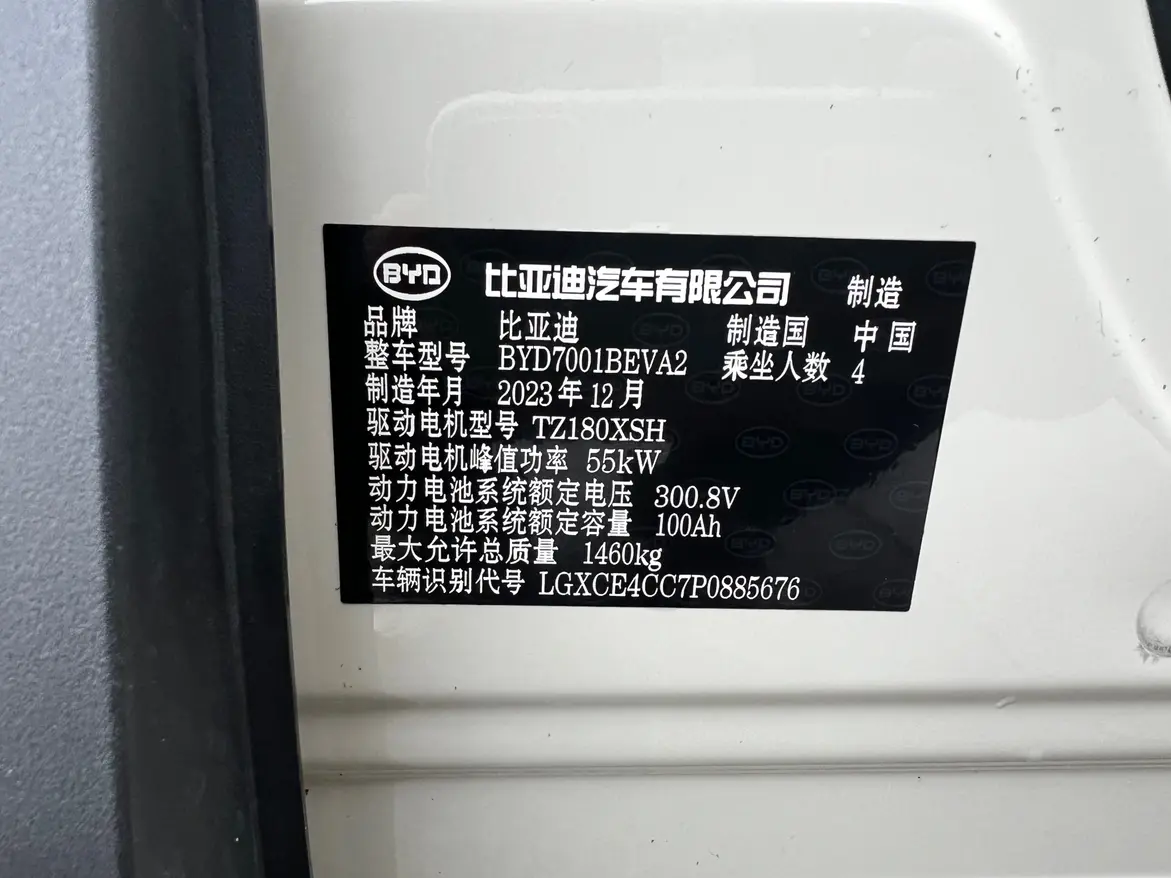 BYD 比亚迪汽车有限公司 制造
品牌 比亚迪 制造国 中国
整车型号 BYD7001BEVA2 乘坐人数 4
制造年月 2023年12月
驱动电机型号 TZ180XSH
驱动电机峰值功率 55kW
动力电池系统额定电压 300.8V
动力电池系统额定容量 100Ah
最大允许总质量 1460kg
车辆识别代号 LGXCE4CC7P0885676